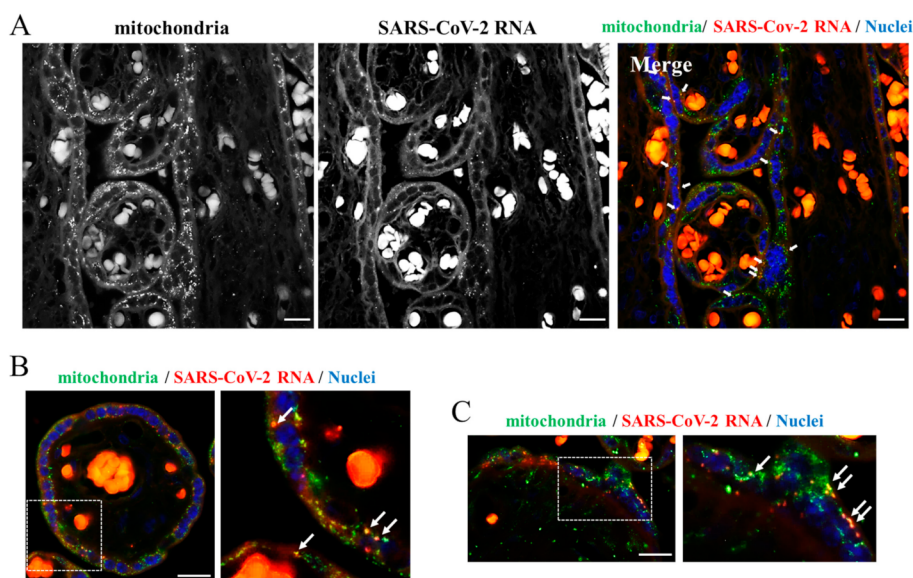 A
mitochondria
SARS-CoV-2 RNA
mitochondria/ SARS-Cov-2 RNA / Nuclei
Merge
B
mitochondria / SARS-CoV-2 RNA / Nuclei
C
mitochondria / SARS-CoV-2 RNA / Nuclei